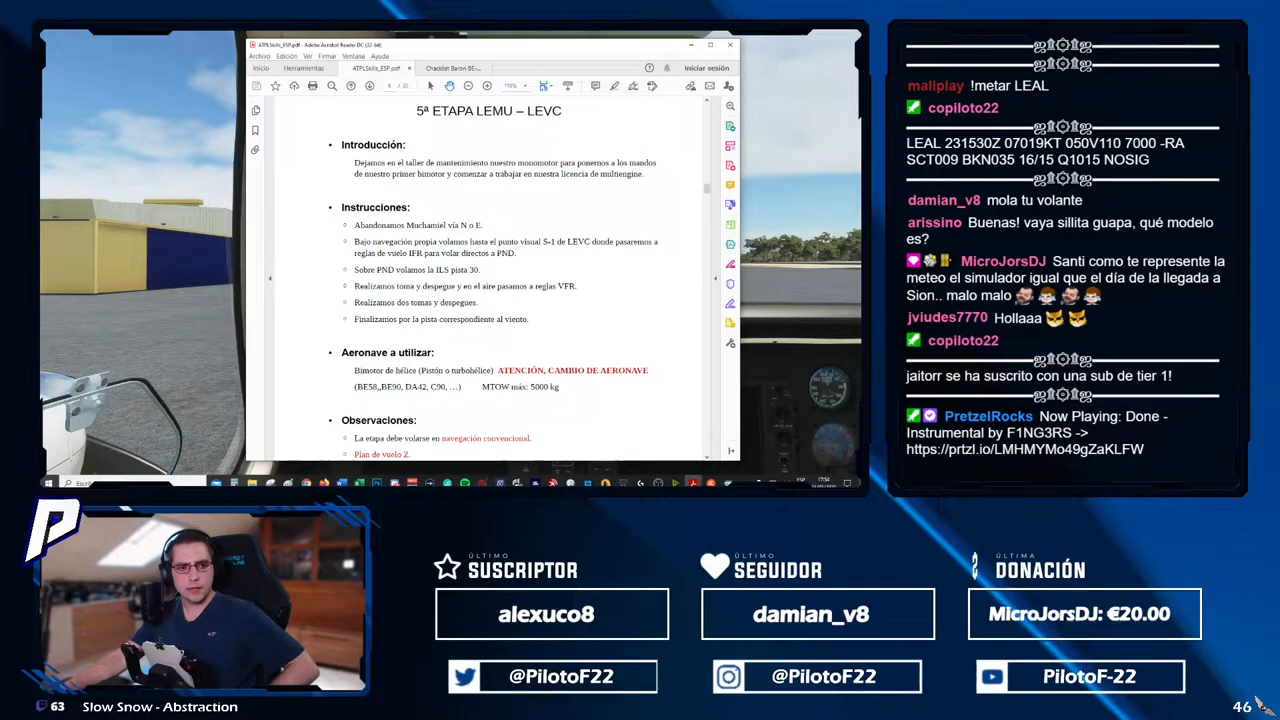 ATPLSkills_ESP.pdf - Adobe Acrobat Reader DC (32-bit)
Archivo Edición Ver Firmar Ventana Ayuda
Inicio Herramientas ATPLSkills_ESP.pdf × Checklist Baron BE-... Iniciar sesión
6 / 32 110%
5ª ETAPA LEMU – LEVC
• Introducción:
Dejamos en el taller de mantenimiento nuestro monomotor para ponernos a los mandos
de nuestro primer bimotor y comenzar a trabajar en nuestra licencia de multiengine.
• Instrucciones:
Abandonamos Muchamiel vía N o E.
Bajo navegación propia volamos hasta el punto visual S-1 de LEVC donde pasaremos a
reglas de vuelo IFR para volar directos a PND.
Sobre PND volamos la ILS pista 30.
Realizamos toma y despegue y en el aire pasamos a reglas VFR.
Realizamos dos tomas y despegues.
Finalizamos por la pista correspondiente al viento.
• Aeronave a utilizar:
Bimotor de hélice (Pistón o turbohélice) ATENCIÓN, CAMBIO DE AERONAVE
(BE58,,BE90, DA42, C90, …) MTOW máx: 5000 kg
• Observaciones:
La etapa debe volarse en navegación convencional.
Plan de vuelo Z.
17:54
mallplay !metar LEAL
copiloto22
LEAL 231530Z 07019KT 050V110 7000 -RA
SCT009 BKN035 16/15 Q1015 NOSIG
damian_v8 mola tu volante
arissino Buenas! vaya sillita guapa, qué modelo
es?
MicroJorsDJ Santi como te represente la
meteo el simulador igual que el día de la llegada a
Sion.. malo malo
jviudes7770 Hollaaa
copiloto22
jaitorr se ha suscrito con una sub de tier 1!
PretzelRocks Now Playing: Done -
Instrumental by F1NG3RS ->
https://prtzl.io/LMHMYMo49gZaKLFW
ÚLTIMO
SUSCRIPTOR
alexuco8
@PilotoF22
ÚLTIMO
SEGUIDOR
damian_v8
@PilotoF22
ÚLTIMA
DONACIÓN
MicroJorsDJ: €20.00
PilotoF-22
63 Slow Snow - Abstraction
46